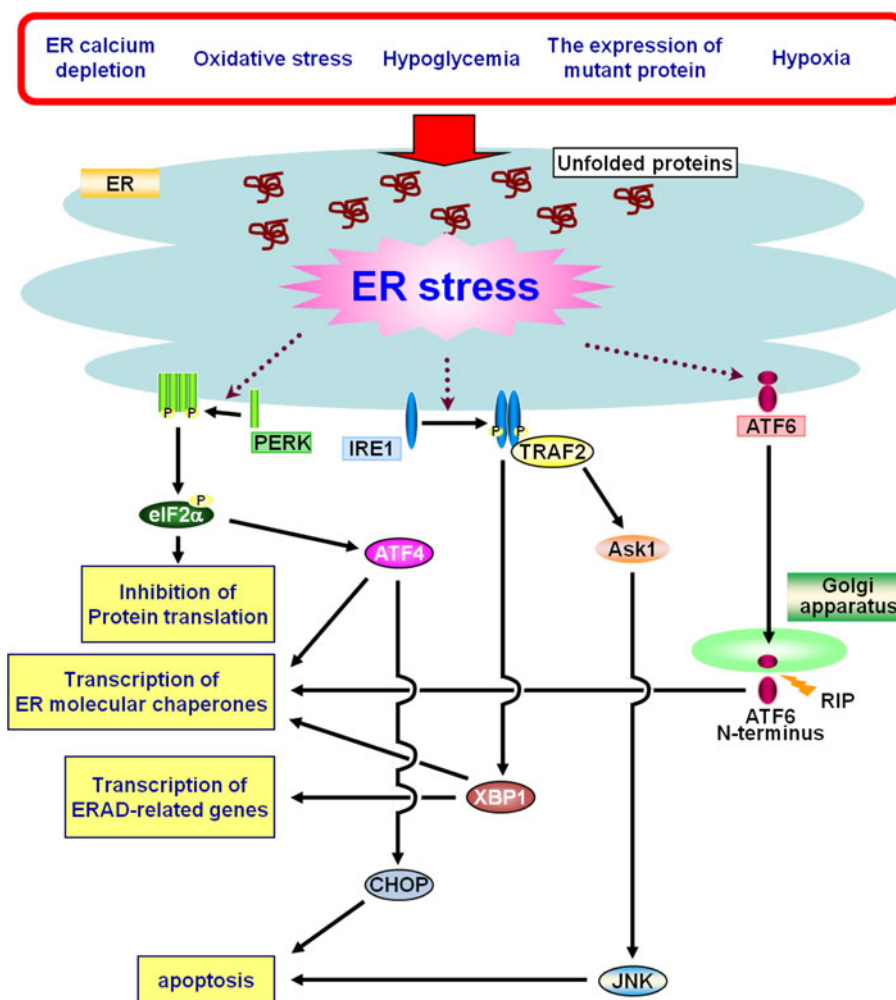 ER calcium
depletion
Oxidative stress
Hypoglycemia
The expression of
mutant protein
Hypoxia
ER
Unfolded proteins
ER stress
P P
PERK
IRE1
P P
TRAF2
ATF6
P
eIF2α
ATF4
Ask1
Inhibition of
Protein translation
Golgi
apparatus
Transcription of
ER molecular chaperones
RIP
ATF6
N-terminus
Transcription of
ERAD-related genes
XBP1
CHOP
apoptosis
JNK